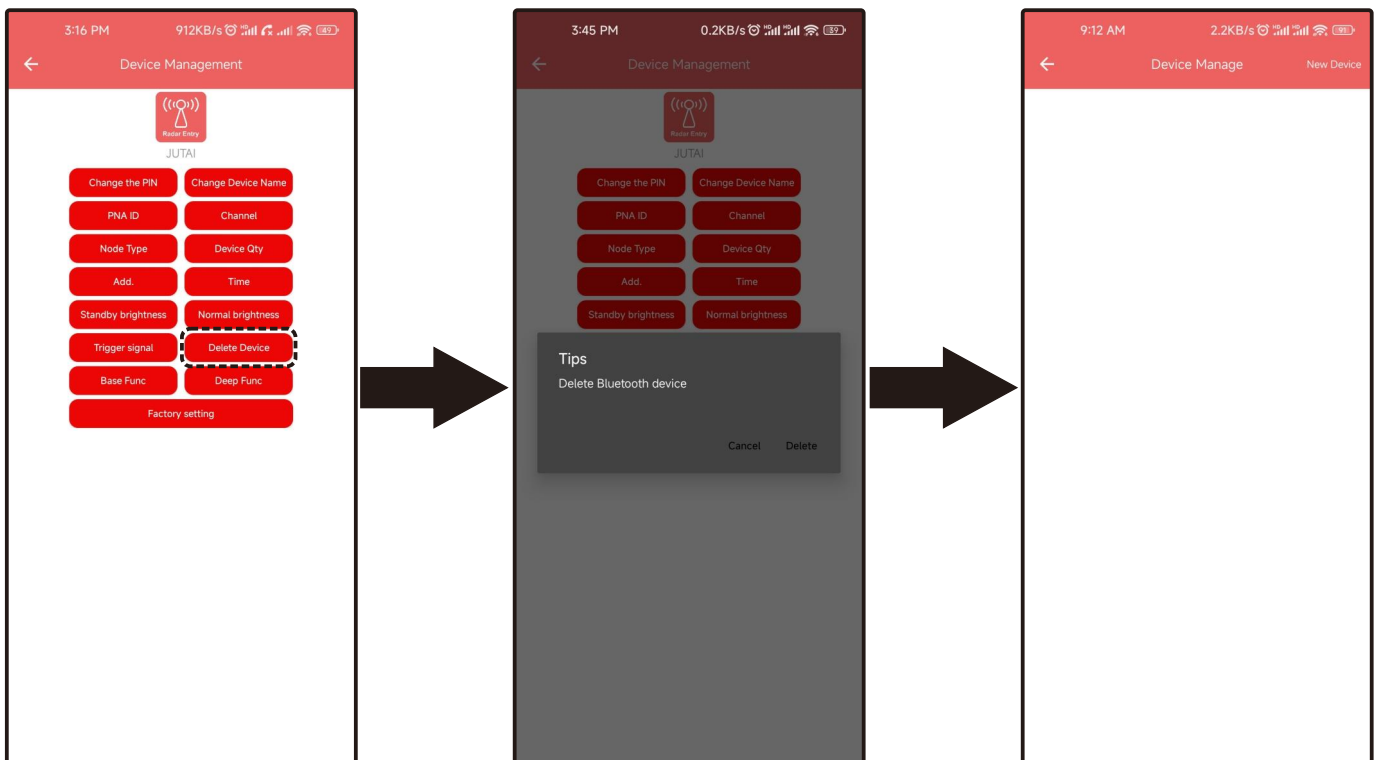 3:16 PM 912KB/s 49
Device Management
Radar Entry
JUTAI
Change the PIN Change Device Name
PNA ID Channel
Node Type Device Qty
Add. Time
Standby brightness Normal brightness
Trigger signal Delete Device
Base Func Deep Func
Factory setting
3:45 PM 0.2KB/s 39
Device Management
Radar Entry
JUTAI
Change the PIN Change Device Name
PNA ID Channel
Node Type Device Qty
Add. Time
Standby brightness Normal brightness
Tips
Delete Bluetooth device
Cancel Delete
9:12 AM 2.2KB/s
Device Manage New Device